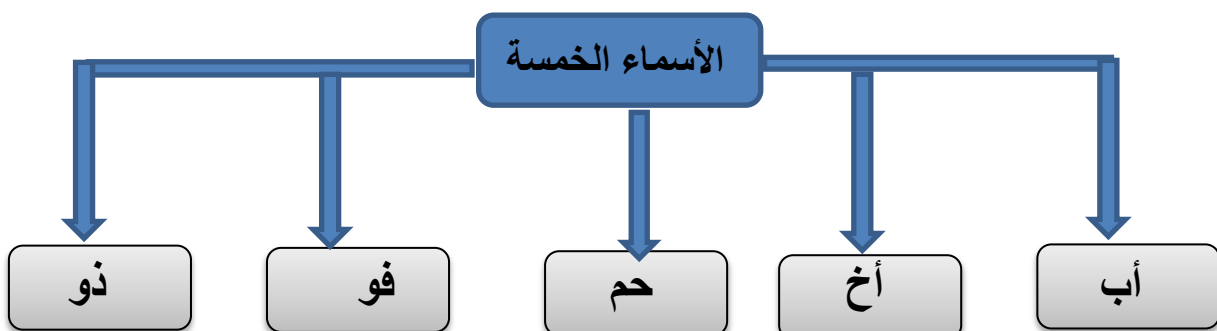 الأسماء الخمسة
أب
أخ
حم
فو
ذو